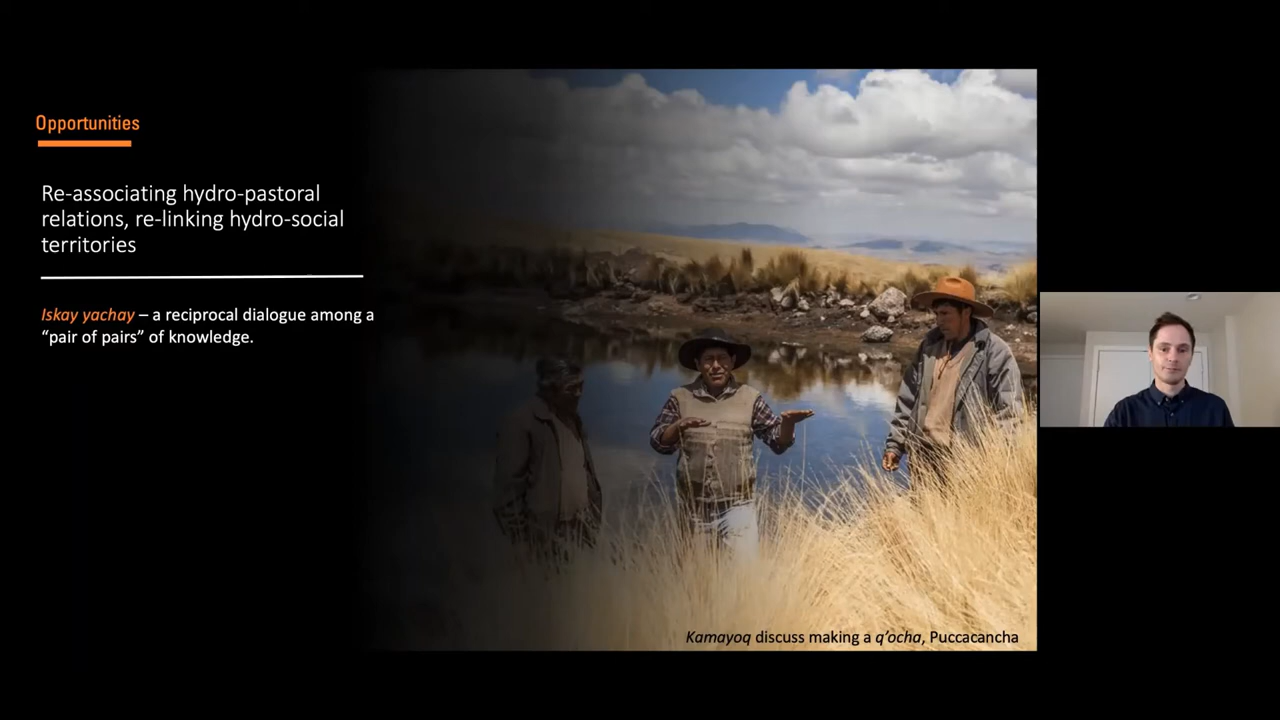 Opportunities
Re-associating hydro-pastoral
relations, re-linking hydro-social
territories
Iskay yachay – a reciprocal dialogue among a
“pair of pairs” of knowledge.
Kamayoq discuss making a q’ocha, Puccacancha